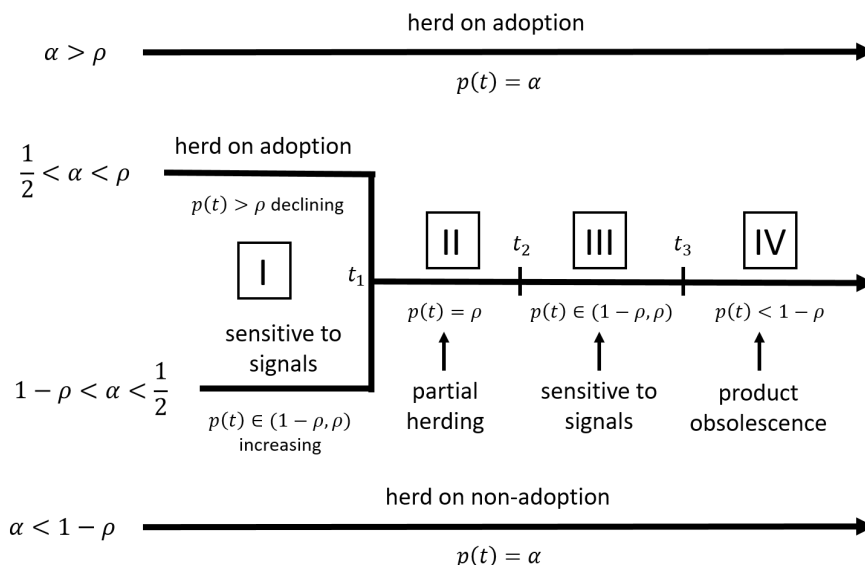 herd on adoption
α > ρ
p(t) = α
herd on adoption
1/2 < α < ρ
p(t) > ρ declining
I
t₁
II
t₂
III
t₃
IV
p(t) = ρ
p(t) ∈ (1 − ρ, ρ)
p(t) < 1 − ρ
sensitive to
signals
1 − ρ < α < 1/2
p(t) ∈ (1 − ρ, ρ)
increasing
partial
herding
sensitive to
signals
product
obsolescence
herd on non-adoption
α < 1 − ρ
p(t) = α